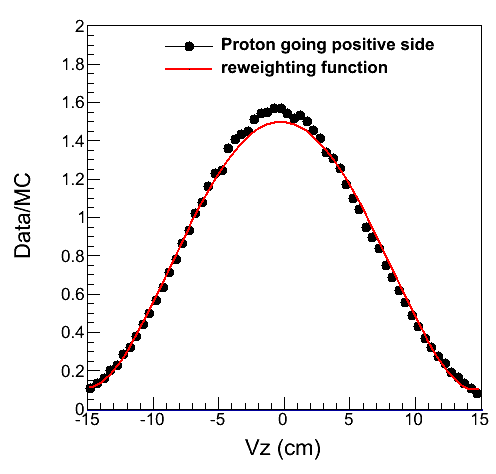 2
Proton going positive side
1.8
reweighting function
1.6
1.4
1.2
Data/MC
1
0.8
0.6
0.4
0.2
0
-15 -10 -5 0 5 10 15
Vz (cm)